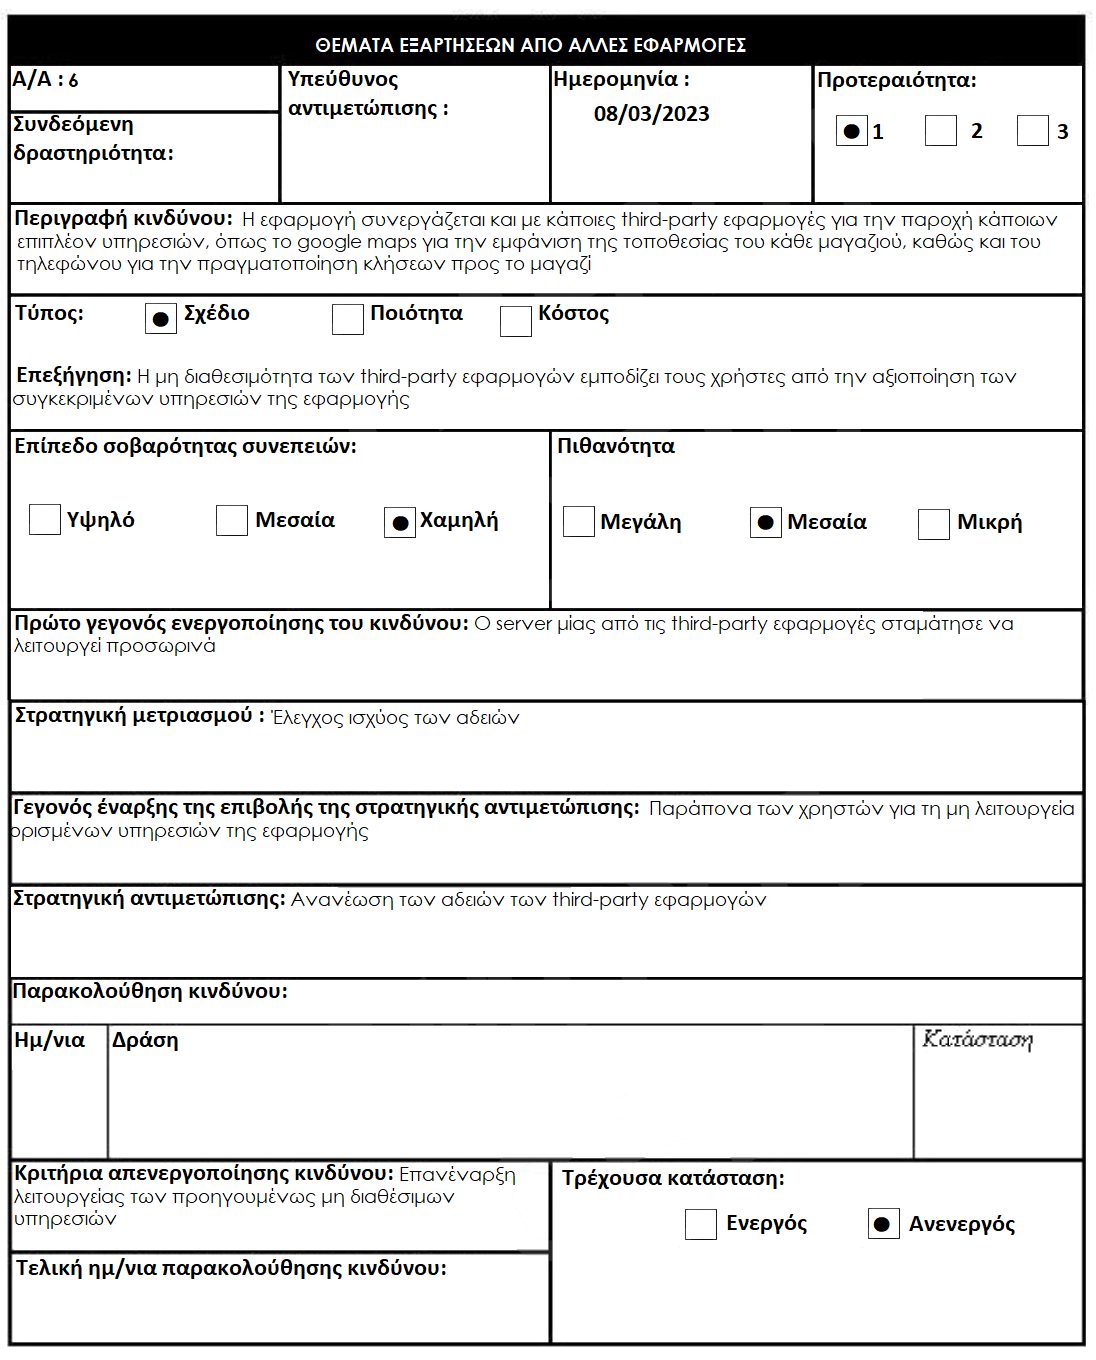 ΘΕΜΑΤΑ ΕΞΑΡΤΗΣΕΩΝ ΑΠΟ ΑΛΛΕΣ ΕΦΑΡΜΟΓΕΣ
Α/Α : 6
Συνδεόμενη
δραστηριότητα:
Υπεύθυνος
αντιμετώπισης :
Ημερομηνία :
08/03/2023
Προτεραιότητα:
1 2 3
Περιγραφή κινδύνου: Η εφαρμογή συνεργάζεται και με κάποιες third-party εφαρμογές για την παροχή κάποιων
επιπλέον υπηρεσιών, όπως το google maps για την εμφάνιση της τοποθεσίας του κάθε μαγαζιού, καθώς και του
τηλεφώνου για την πραγματοποίηση κλήσεων προς το μαγαζί
Τύπος: Σχέδιο Ποιότητα Κόστος
Επεξήγηση: Η μη διαθεσιμότητα των third-party εφαρμογών εμποδίζει τους χρήστες από την αξιοποίηση των
συγκεκριμένων υπηρεσιών της εφαρμογής
Επίπεδο σοβαρότητας συνεπειών:
Υψηλό Μεσαία Χαμηλή
Πιθανότητα
Μεγάλη Μεσαία Μικρή
Πρώτο γεγονός ενεργοποίησης του κινδύνου: Ο server μίας από τις third-party εφαρμογές σταμάτησε να
λειτουργεί προσωρινά
Στρατηγική μετριασμού : Έλεγχος ισχύος των αδειών
Γεγονός έναρξης της επιβολής της στρατηγικής αντιμετώπισης: Παράπονα των χρηστών για τη μη λειτουργεία
ορισμένων υπηρεσιών της εφαρμογής
Στρατηγική αντιμετώπισης: Ανανέωση των αδειών των third-party εφαρμογών
Παρακολούθηση κινδύνου:
Ημ/νια Δράση Κατάσταση
Κριτήρια απενεργοποίησης κινδύνου: Επανέναρξη
λειτουργείας των προηγουμένως μη διαθέσιμων
υπηρεσιών
Τελική ημ/νια παρακολούθησης κινδύνου:
Τρέχουσα κατάσταση:
Ενεργός Ανενεργός